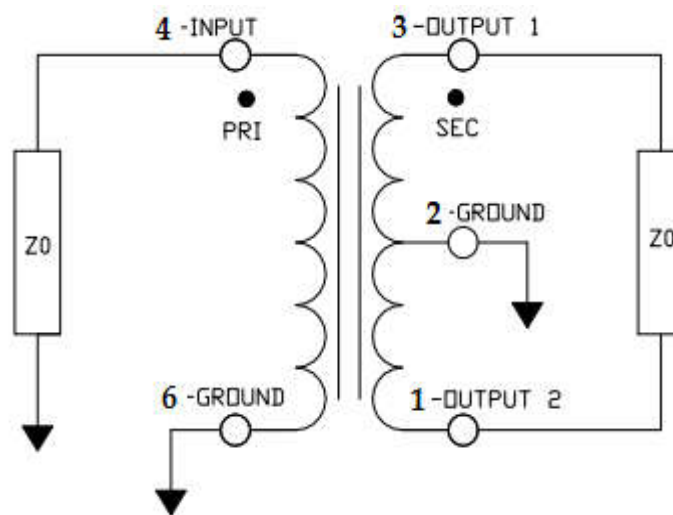 4 -INPUT
3 -OUTPUT 1
PRI
SEC
2 -GROUND
Z0
Z0
6 -GROUND
1 -OUTPUT 2